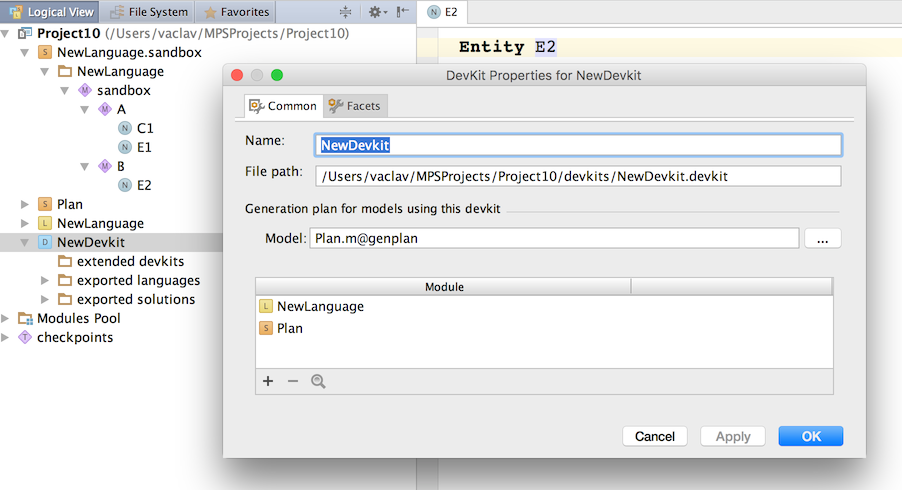 Logical View
File System
Favorites
E2
Project10 (/Users/vaclav/MPSProjects/Project10)
S NewLanguage.sandbox
NewLanguage
M sandbox
M A
N C1
N E1
M B
N E2
S Plan
L NewLanguage
D NewDevkit
extended devkits
exported languages
exported solutions
Modules Pool
T checkpoints
N E2
Entity E2
DevKit Properties for NewDevkit
Common
Facets
Name: NewDevkit
File path: /Users/vaclav/MPSProjects/Project10/devkits/NewDevkit.devkit
Generation plan for models using this devkit
Model: Plan.m@genplan ...
Module
L NewLanguage
S Plan
Cancel
Apply
OK